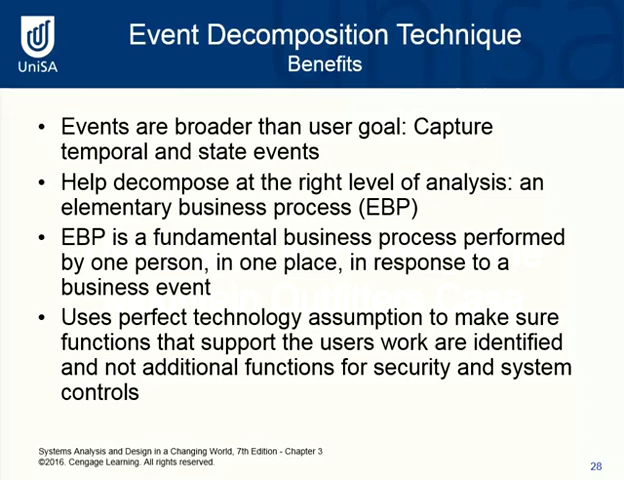 UniSA
Event Decomposition Technique
Benefits
• Events are broader than user goal: Capture
temporal and state events
• Help decompose at the right level of analysis: an
elementary business process (EBP)
• EBP is a fundamental business process performed
by one person, in one place, in response to a
business event
• Uses perfect technology assumption to make sure
functions that support the users work are identified
and not additional functions for security and system
controls
Systems Analysis and Design in a Changing World, 7th Edition - Chapter 3
©2016. Cengage Learning. All rights reserved.
28